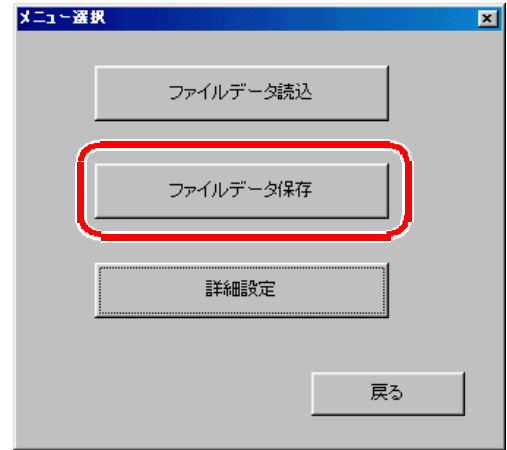 メニュー選択
ファイルデータ読込
ファイルデータ保存
詳細設定
戻る